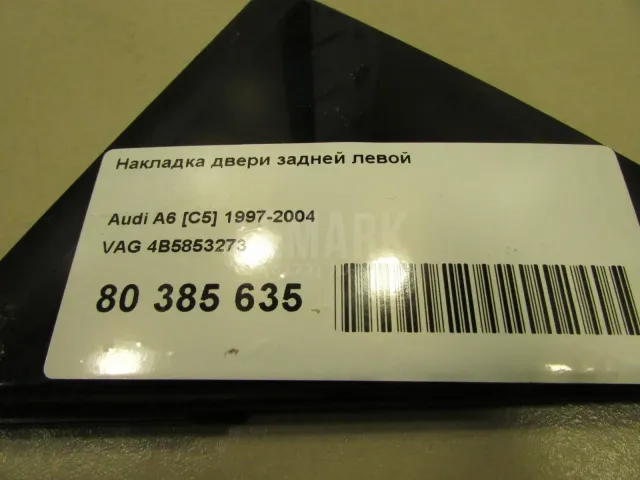 Накладка двери задней левой
Audi A6 [C5] 1997-2004
VAG 4B5853273
80 385 635